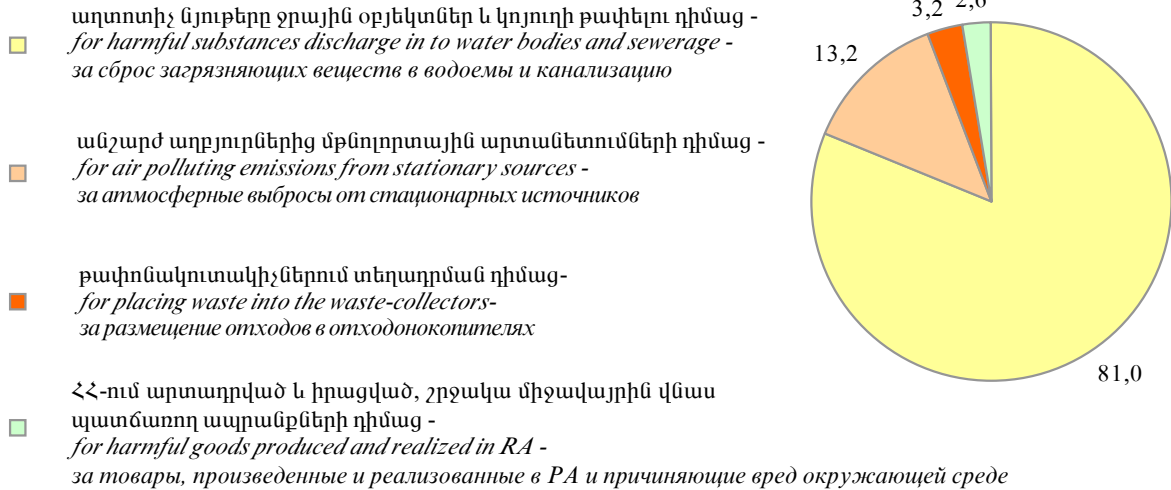 աղտոտիչ նյութերը ջրային օբյեկտներ և կոյուղի թափելու դիմաց -
for harmful substances discharge in to water bodies and sewerage -
за сброс загрязняющих веществ в водоемы и канализацию
անշարժ աղբյուրներից մթնոլորտային արտանետումների դիմաց -
for air polluting emissions from stationary sources -
за атмосферные выбросы от стационарных источников
թափոնակուտակիչներում տեղադրման դիմաց-
for placing waste into the waste-collectors-
за размещение отходов в отходонокопителях
ՀՀ-ում արտադրված և իրացված, շրջակա միջավայրին վնաս
պատճառող ապրանքների դիմաց -
for harmful goods produced and realized in RA -
за товары, произведенные и реализованные в РА и причиняющие вред окружающей среде
3,2
2,6
13,2
81,0